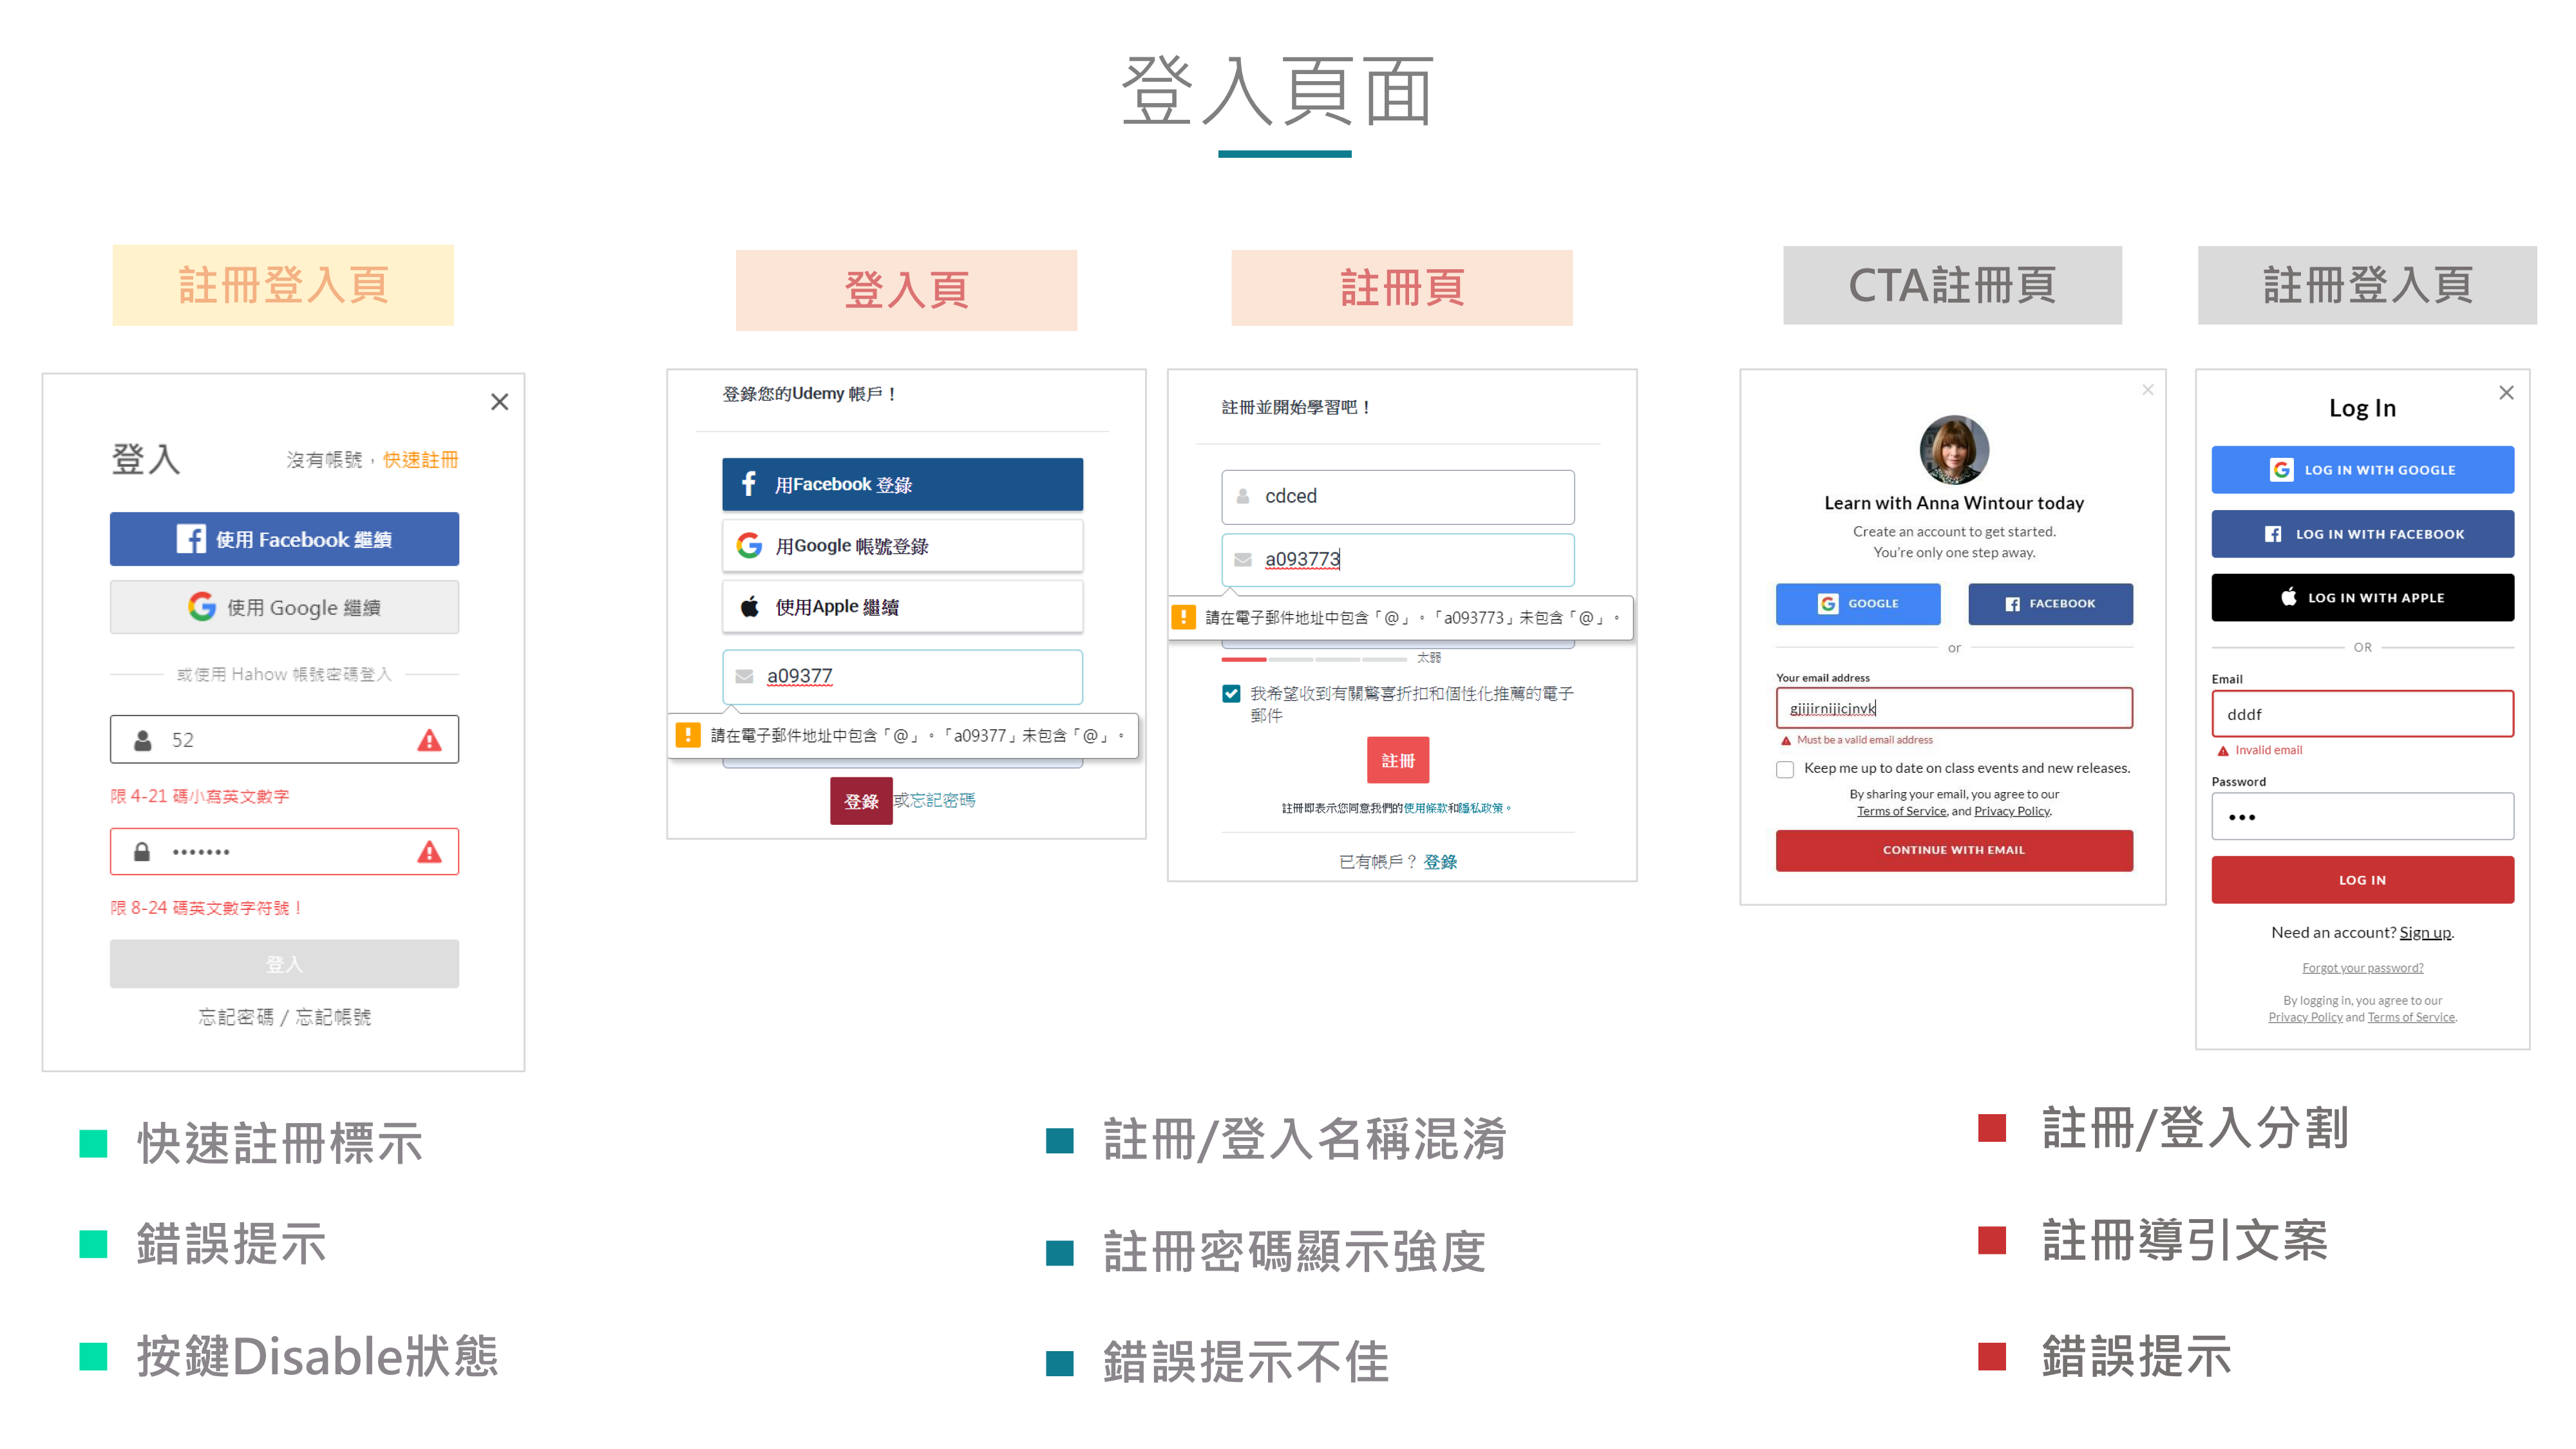 登入頁面
註冊登入頁
登入頁
註冊頁
CTA註冊頁
註冊登入頁
登入
沒有帳號，快速註冊
使用 Facebook 繼續
使用 Google 繼續
或使用 Hahow 帳號密碼登入
52
限 4-21 碼小寫英文數字
•••••••
限 8-24 碼英文數字符號！
登入
忘記密碼 / 忘記帳號
登錄您的Udemy 帳戶！
用Facebook 登錄
用Google 帳號登錄
使用Apple 繼續
a09377
請在電子郵件地址中包含「@」。「a09377」未包含「@」。
登錄 或忘記密碼
註冊並開始學習吧！
cdced
a093773
請在電子郵件地址中包含「@」。「a093773」未包含「@」。
太弱
我希望收到有關驚喜折扣和個性化推薦的電子
郵件
註冊
註冊即表示您同意我們的使用條款和隱私政策。
已有帳戶？ 登錄
Learn with Anna Wintour today
Create an account to get started.
You're only one step away.
GOOGLE
FACEBOOK
or
Your email address
gjijirnijicjnvk
Must be a valid email address
Keep me up to date on class events and new releases.
By sharing your email, you agree to our
Terms of Service, and Privacy Policy.
CONTINUE WITH EMAIL
Log In
LOG IN WITH GOOGLE
LOG IN WITH FACEBOOK
LOG IN WITH APPLE
OR
Email
dddf
Invalid email
Password
•••
LOG IN
Need an account? Sign up.
Forgot your password?
By logging in, you agree to our
Privacy Policy and Terms of Service.
快速註冊標示
錯誤提示
按鍵Disable狀態
註冊/登入名稱混淆
註冊密碼顯示強度
錯誤提示不佳
註冊/登入分割
註冊導引文案
錯誤提示